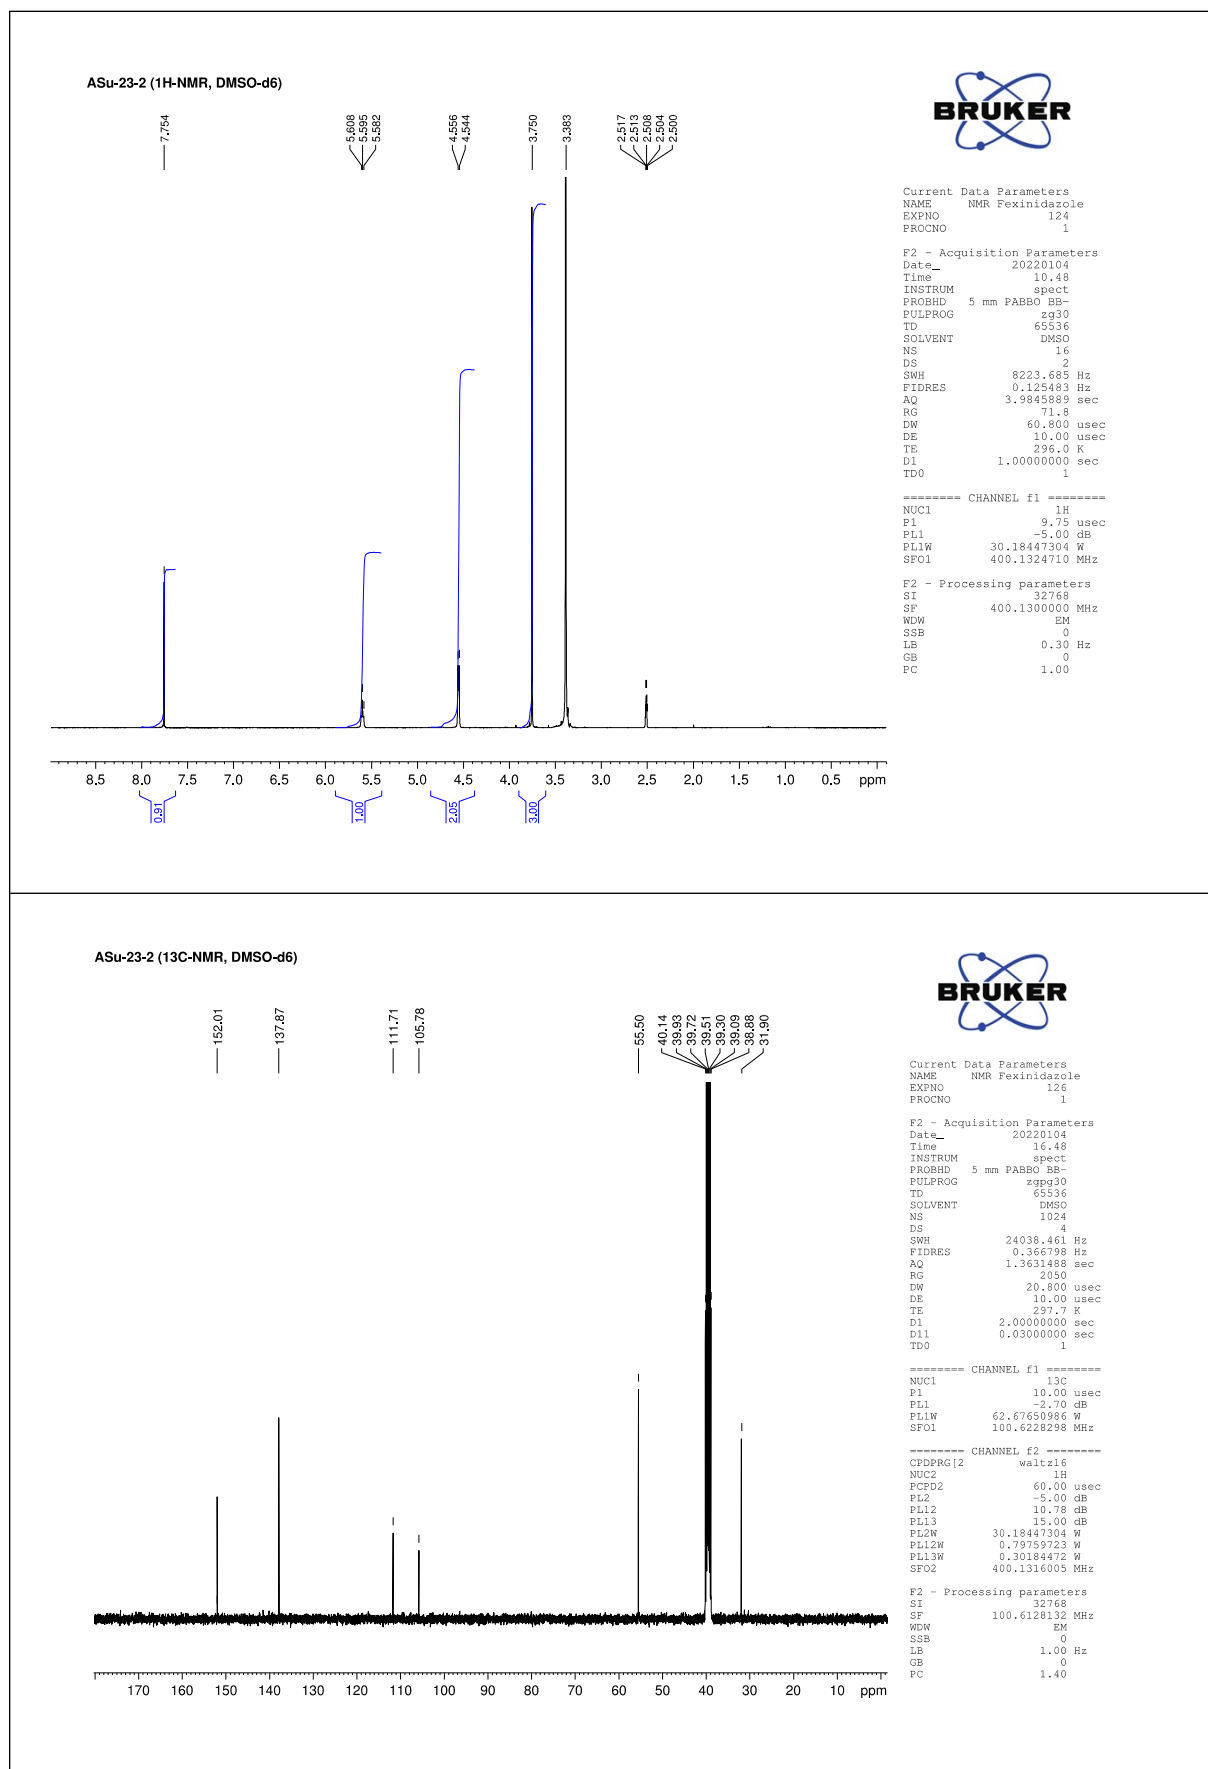 ASu-23-2 (1H-NMR, DMSO-d6)
7.754
5.608
5.595
5.582
4.556
4.544
3.750
3.383
2.517
2.513
2.508
2.504
2.500
BRUKER
Current Data Parameters
NAME NMR Fexinidazole
EXPNO 124
PROCNO 1
F2 - Acquisition Parameters
Date_ 20220104
Time 10.48
INSTRUM spect
PROBHD 5 mm PABBO BB-
PULPROG zg30
TD 65536
SOLVENT DMSO
NS 16
DS 2
SWH 8223.685 Hz
FIDRES 0.125483 Hz
AQ 3.9845889 sec
RG 71.8
DW 60.800 usec
DE 10.00 usec
TE 296.0 K
D1 1.00000000 sec
TD0 1
======== CHANNEL f1 ========
NUC1 1H
P1 9.75 usec
PL1 -5.00 dB
PL1W 30.18447304 W
SFO1 400.1324710 MHz
F2 - Processing parameters
SI 32768
SF 400.1300000 MHz
WDW EM
SSB 0
LB 0.30 Hz
GB 0
PC 1.00
8.5 8.0 7.5 7.0 6.5 6.0 5.5 5.0 4.5 4.0 3.5 3.0 2.5 2.0 1.5 1.0 0.5 ppm
0.91
1.00
2.05
3.00
ASu-23-2 (13C-NMR, DMSO-d6)
152.01
137.87
111.71
105.78
55.50
40.14
39.93
39.72
39.51
39.30
39.09
38.88
31.90
BRUKER
Current Data Parameters
NAME NMR Fexinidazole
EXPNO 126
PROCNO 1
F2 - Acquisition Parameters
Date_ 20220104
Time 16.48
INSTRUM spect
PROBHD 5 mm PABBO BB-
PULPROG zgpg30
TD 65536
SOLVENT DMSO
NS 1024
DS 4
SWH 24038.461 Hz
FIDRES 0.366798 Hz
AQ 1.3631488 sec
RG 2050
DW 20.800 usec
DE 10.00 usec
TE 297.7 K
D1 2.00000000 sec
D11 0.03000000 sec
TD0 1
======== CHANNEL f1 ========
NUC1 13C
P1 10.00 usec
PL1 -2.70 dB
PL1W 62.67650986 W
SFO1 100.6228298 MHz
======== CHANNEL f2 ========
CPDPRG[2 waltz16
NUC2 1H
PCPD2 60.00 usec
PL2 -5.00 dB
PL12 10.78 dB
PL13 15.00 dB
PL2W 30.18447304 W
PL12W 0.79759723 W
PL13W 0.30184472 W
SFO2 400.1316005 MHz
F2 - Processing parameters
SI 32768
SF 100.6128132 MHz
WDW EM
SSB 0
LB 1.00 Hz
GB 0
PC 1.40
170 160 150 140 130 120 110 100 90 80 70 60 50 40 30 20 10 ppm